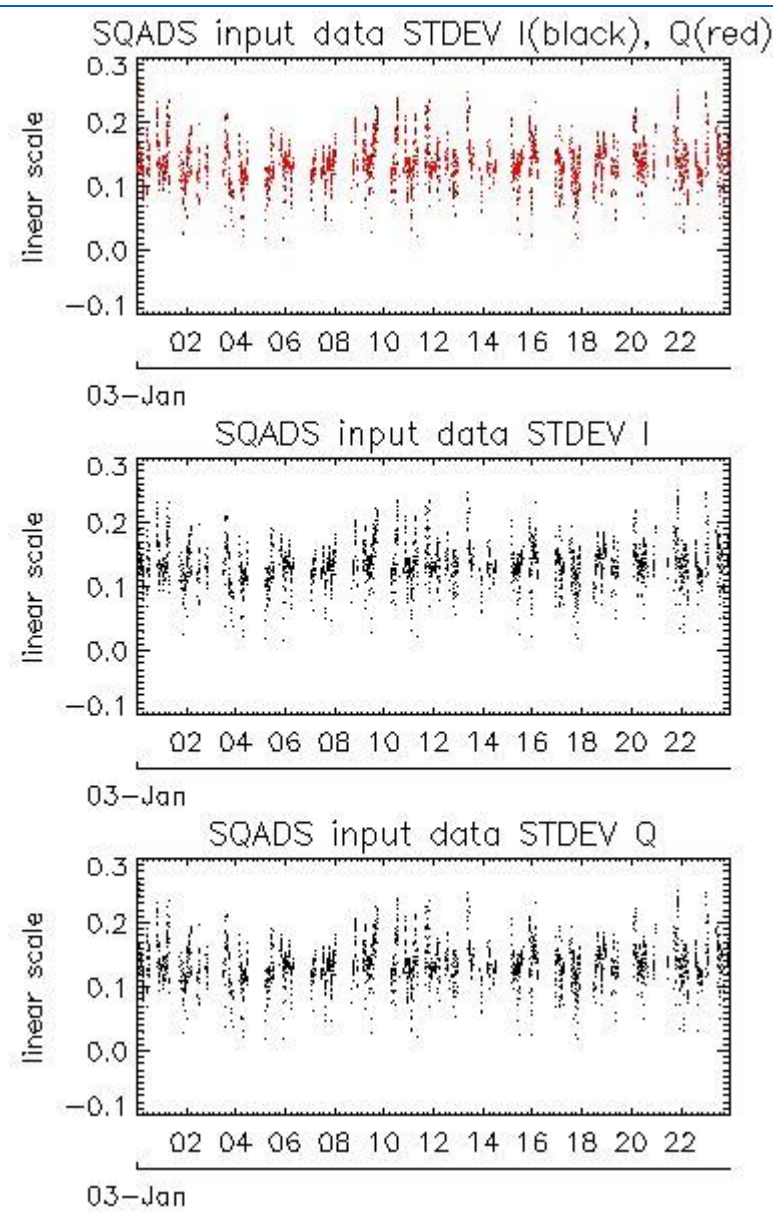 SQADS input data STDEV I(black), Q(red)
0.3
0.2
0.1
0.0
−0.1
linear scale
02 04 06 08 10 12 14 16 18 20 22
03−Jan
SQADS input data STDEV I
0.3
0.2
0.1
0.0
−0.1
linear scale
02 04 06 08 10 12 14 16 18 20 22
03−Jan
SQADS input data STDEV Q
0.3
0.2
0.1
0.0
−0.1
linear scale
02 04 06 08 10 12 14 16 18 20 22
03−Jan